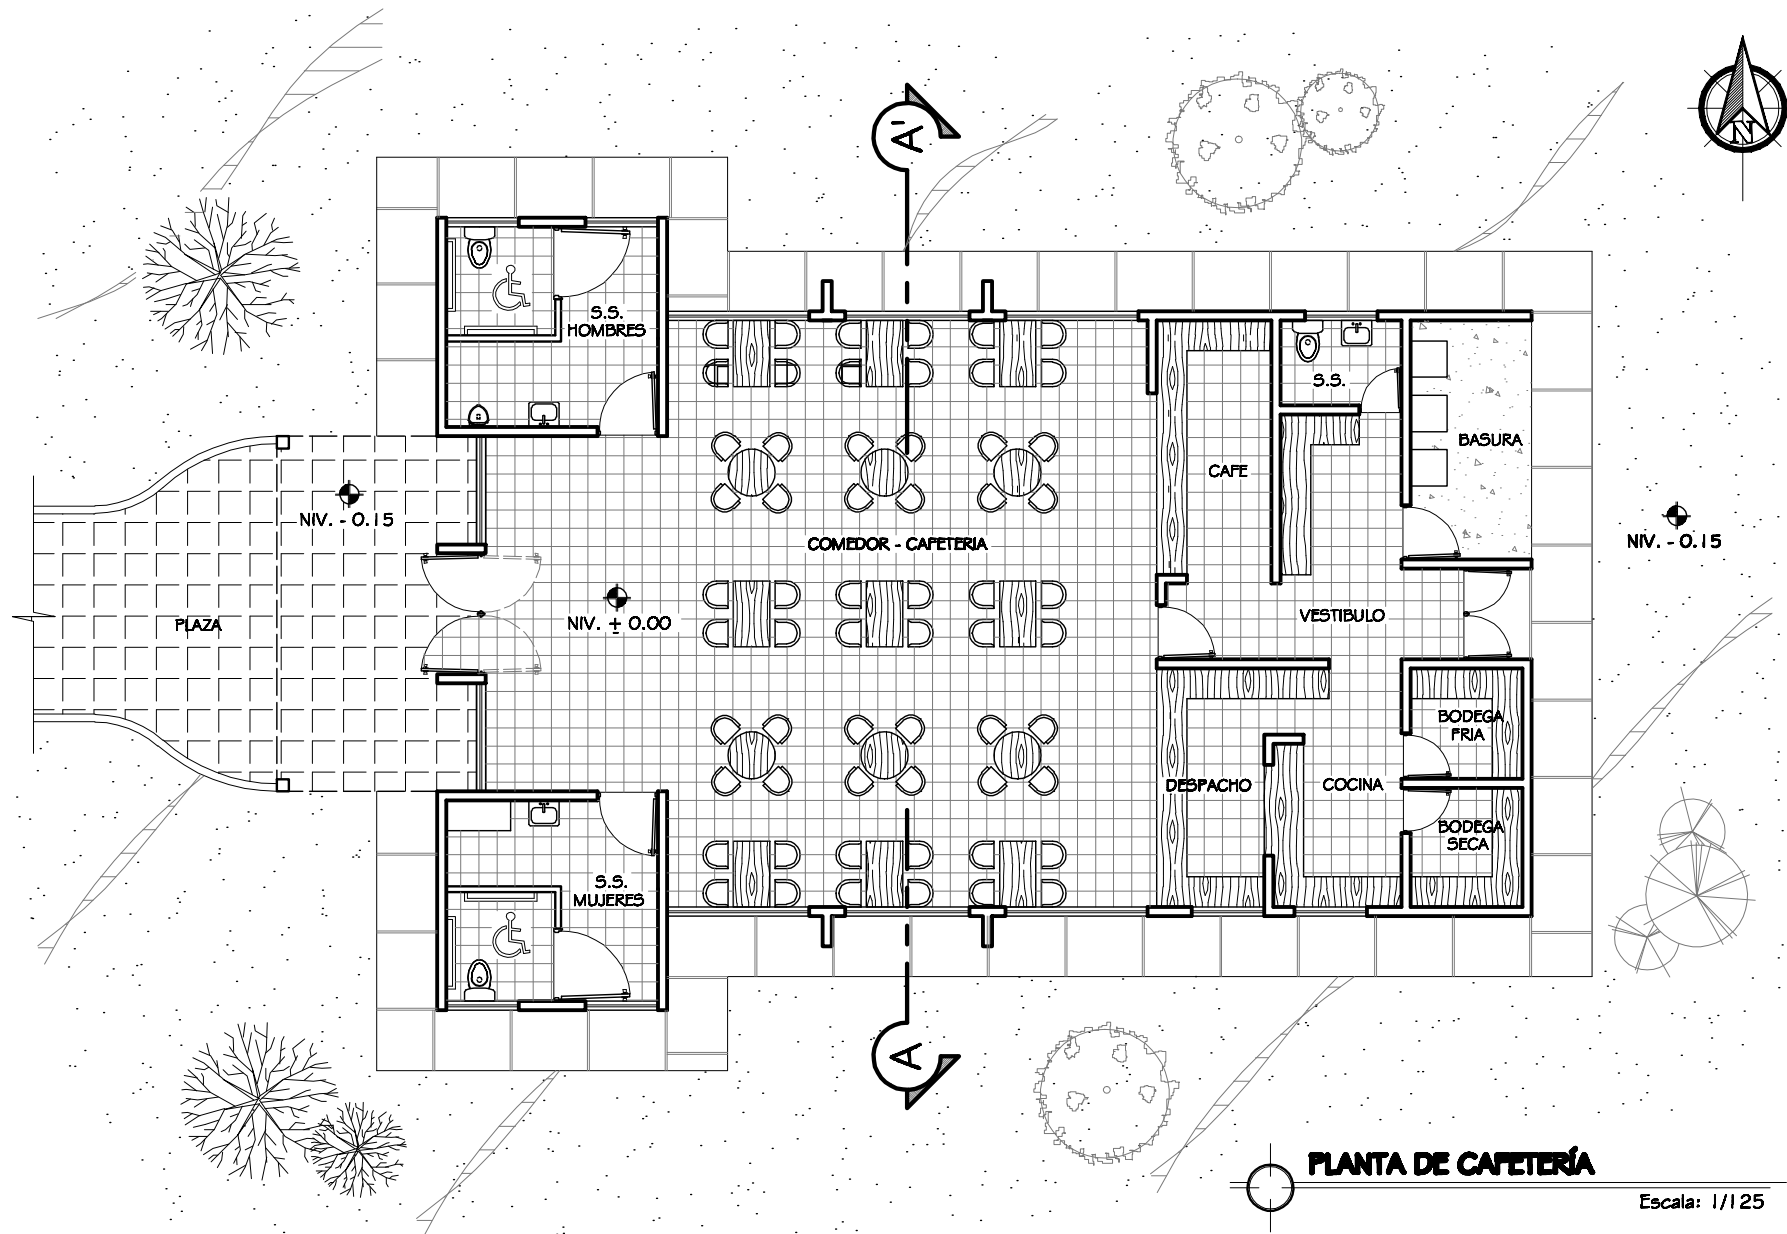 A'
N
S.S.
HOMBRES
S.S.
BASURA
CAFE
NIV. - 0.15
NIV. - 0.15
COMEDOR - CAFETERIA
PLAZA
NIV. ± 0.00
VESTIBULO
BODEGA
FRIA
DESPACHO
COCINA
BODEGA
SECA
S.S.
MUJERES
A
PLANTA DE CAFETERÍA
Escala: 1/125